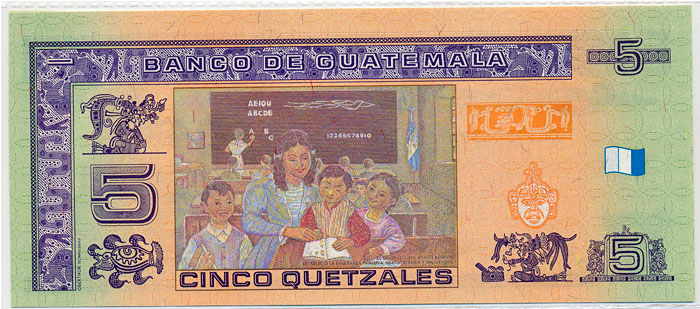 BANCO DE GUATEMALA
5
AEIOU
ABCDE
A B
C
12345678910
5
CINCO QUETZALES
5